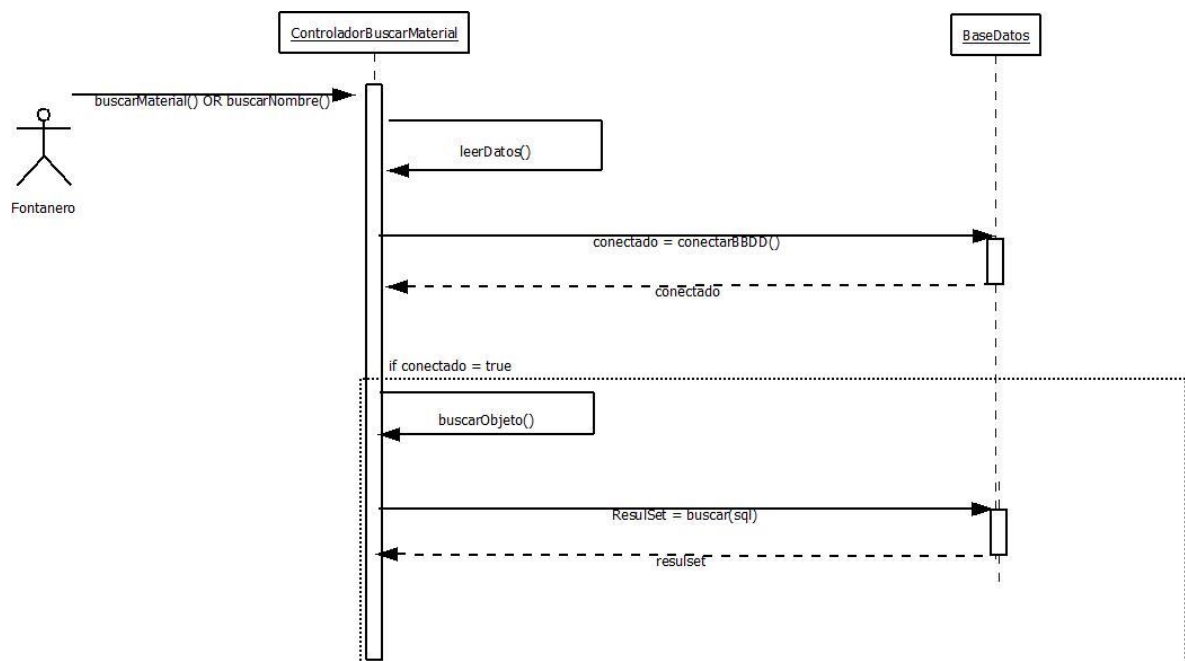 ControladorBuscarMaterial
BaseDatos
buscarMaterial() OR buscarNombre()
leerDatos()
Fontanero
conectado = conectarBBDD()
conectado
if conectado = true
buscarObjeto()
ResulSet = buscar(sql)
resulset